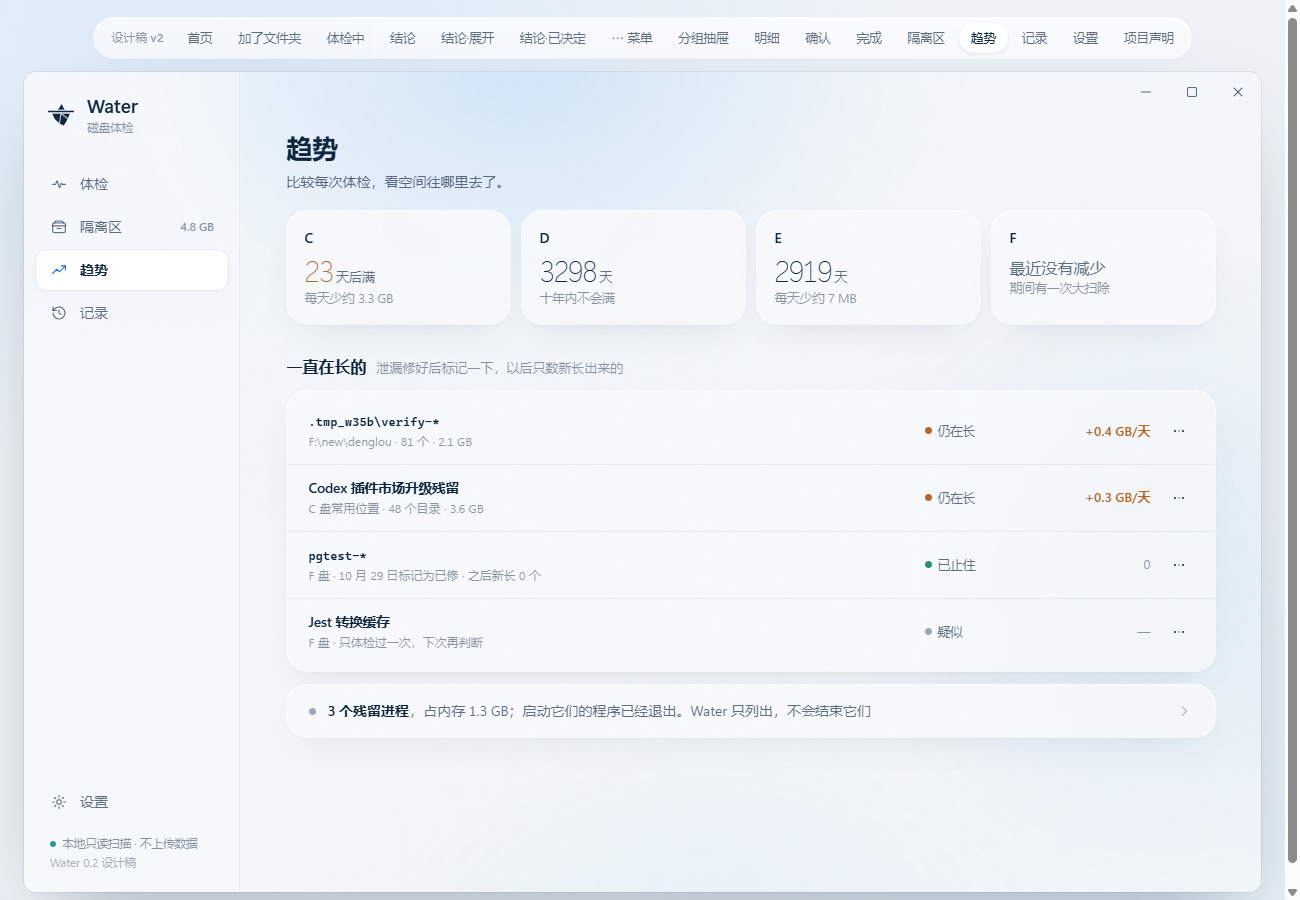 设计稿 v2 首页 加了文件夹 体检中 结论 结论·展开 结论·已决定 ··· 菜单 分组抽屉 明细 确认 完成 隔离区 趋势 记录 设置 项目声明
Water
磁盘体检
体检
隔离区 4.8 GB
趋势
记录
设置
本地只读扫描 · 不上传数据
Water 0.2 设计稿
趋势
比较每次体检，看空间往哪里去了。
C
23 天后满
每天少约 3.3 GB
D
3298 天
十年内不会满
E
2919 天
每天少约 7 MB
F
最近没有减少
期间有一次大扫除
一直在长的 泄漏修好后标记一下，以后只数新长出来的
.tmp_w35b\verify-*
F:\new\denglou · 81 个 · 2.1 GB
仍在长 +0.4 GB/天 ···
Codex 插件市场升级残留
C 盘常用位置 · 48 个目录 · 3.6 GB
仍在长 +0.3 GB/天 ···
pgtest-*
F 盘 · 10 月 29 日标记为已修 · 之后新长 0 个
已止住 0 ···
Jest 转换缓存
F 盘 · 只体检过一次，下次再判断
疑似 — ···
3 个残留进程，占内存 1.3 GB；启动它们的程序已经退出。Water 只列出，不会结束它们